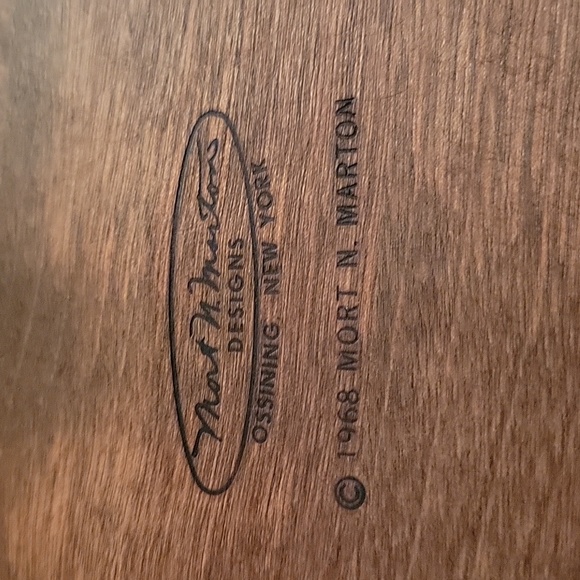 Mort N. Marton
DESIGNS
OSSINING NEW YORK
© 1968 MORT N. MARTON